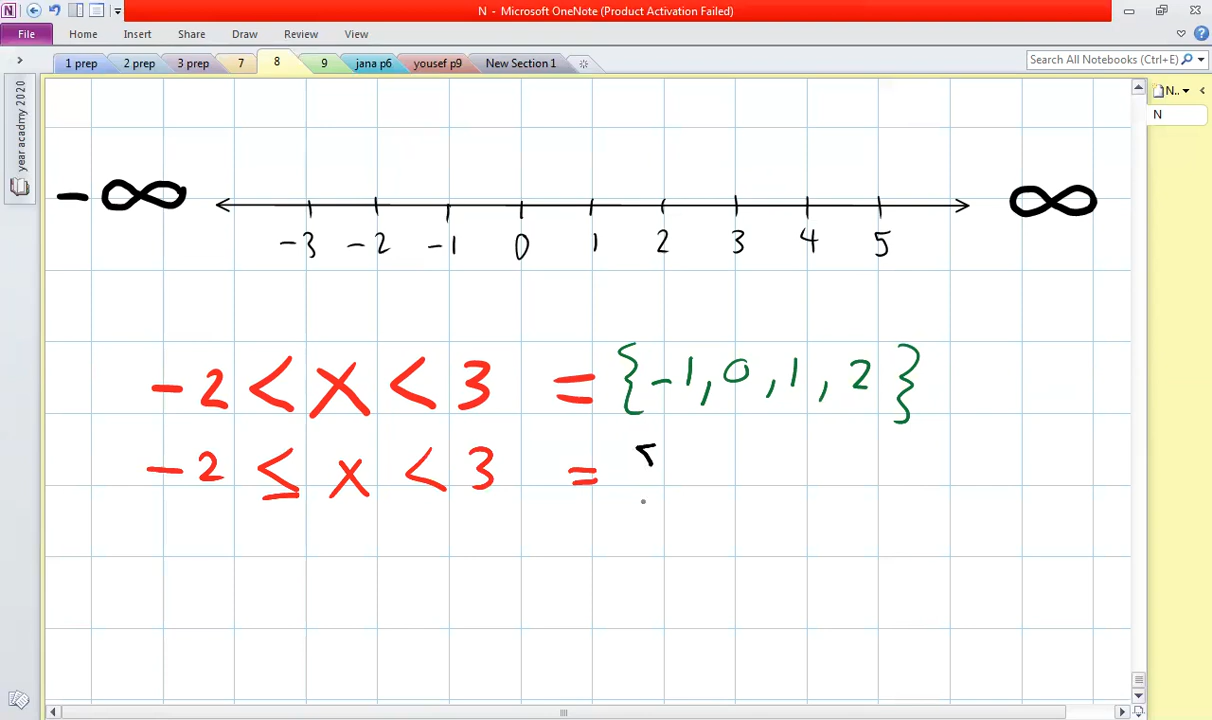 N - Microsoft OneNote (Product Activation Failed)
File Home Insert Share Draw Review View
1 prep 2 prep 3 prep 7 8 9 jana p6 yousef p9 New Section 1
Search All Notebooks (Ctrl+E)
N..
N
year academy 2020
-∞ ∞
-3 -2 -1 0 1 2 3 4 5
-2 < x < 3 = {-1, 0, 1, 2}
-2 ≤ x < 3 =